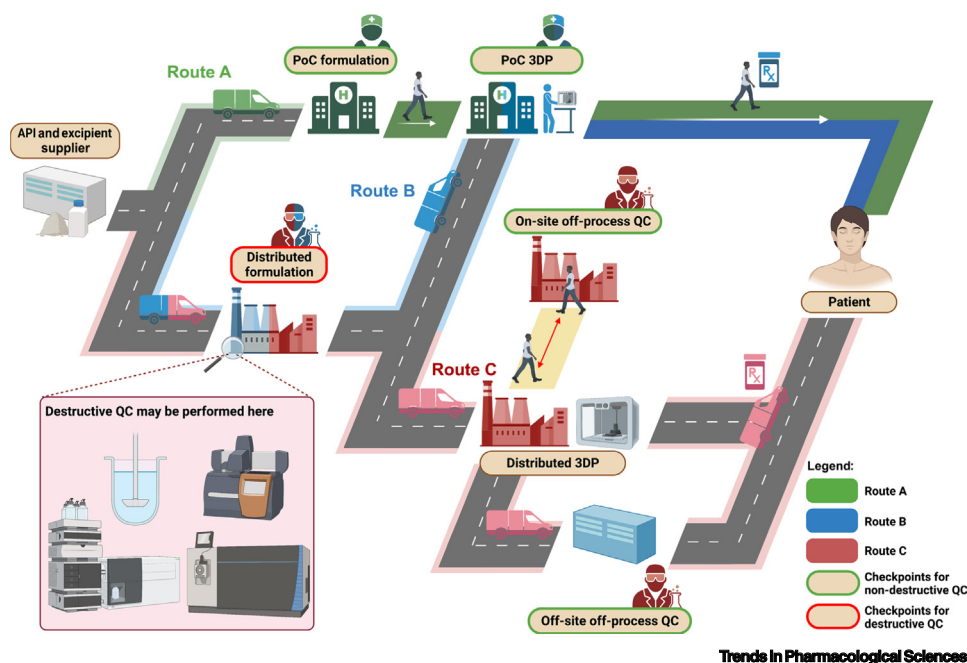 Route A
PoC formulation
PoC 3DP
H
H
Rx
API and excipient
supplier
Route B
On-site off-process QC
Distributed
formulation
Patient
Route C
Rx
Destructive QC may be performed here
Distributed 3DP
Legend:
Route A
Route B
Route C
Checkpoints for
non-destructive QC
Checkpoints for
destructive QC
Off-site off-process QC
Trends in Pharmacological Sciences